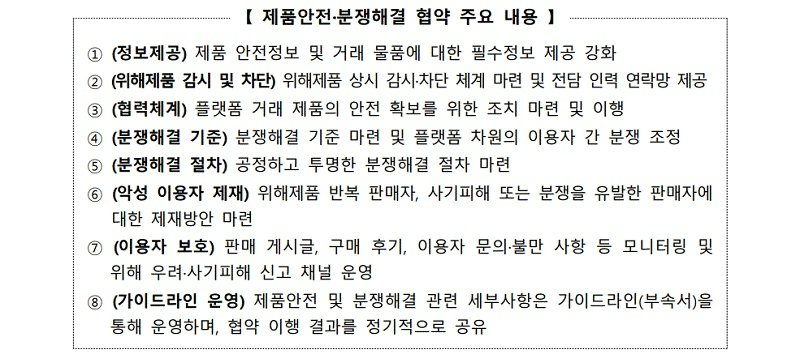 【 제품안전·분쟁해결 협약 주요 내용 】
① (정보제공) 제품 안전정보 및 거래 물품에 대한 필수정보 제공 강화
② (위해제품 감시 및 차단) 위해제품 상시 감시·차단 체계 마련 및 전담 인력 연락망 제공
③ (협력체계) 플랫폼 거래 제품의 안전 확보를 위한 조치 마련 및 이행
④ (분쟁해결 기준) 분쟁해결 기준 마련 및 플랫폼 차원의 이용자 간 분쟁 조정
⑤ (분쟁해결 절차) 공정하고 투명한 분쟁해결 절차 마련
⑥ (악성 이용자 제재) 위해제품 반복 판매자, 사기피해 또는 분쟁을 유발한 판매자에
대한 제재방안 마련
⑦ (이용자 보호) 판매 게시글, 구매 후기, 이용자 문의·불만 사항 등 모니터링 및
위해 우려·사기피해 신고 채널 운영
⑧ (가이드라인 운영) 제품안전 및 분쟁해결 관련 세부사항은 가이드라인(부속서)을
통해 운영하며, 협약 이행 결과를 정기적으로 공유